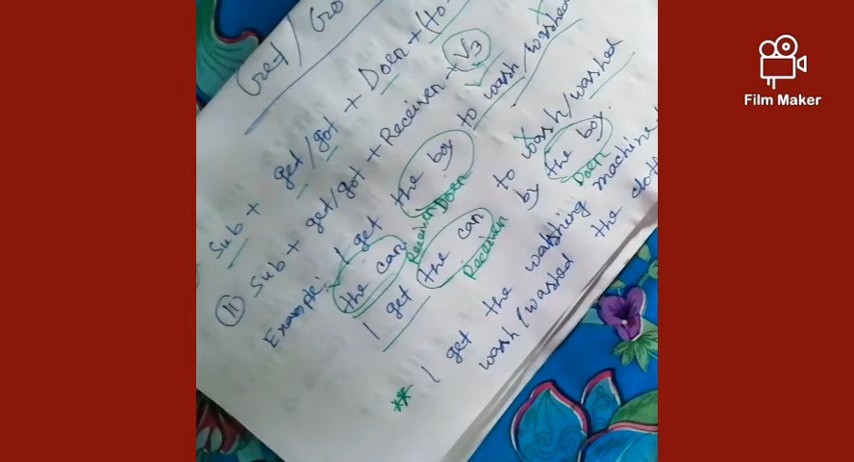 Get/Go
Sub + get/got + Doer + (to
II Sub + get/got + Receiver + V3
Example: I get the boy to wash/washed
the car. Receiver Doer
I get the car to wash/washed
Receiver by the boy.
Doer
** I get the washing machine
wash/washed the cloth
Film Maker